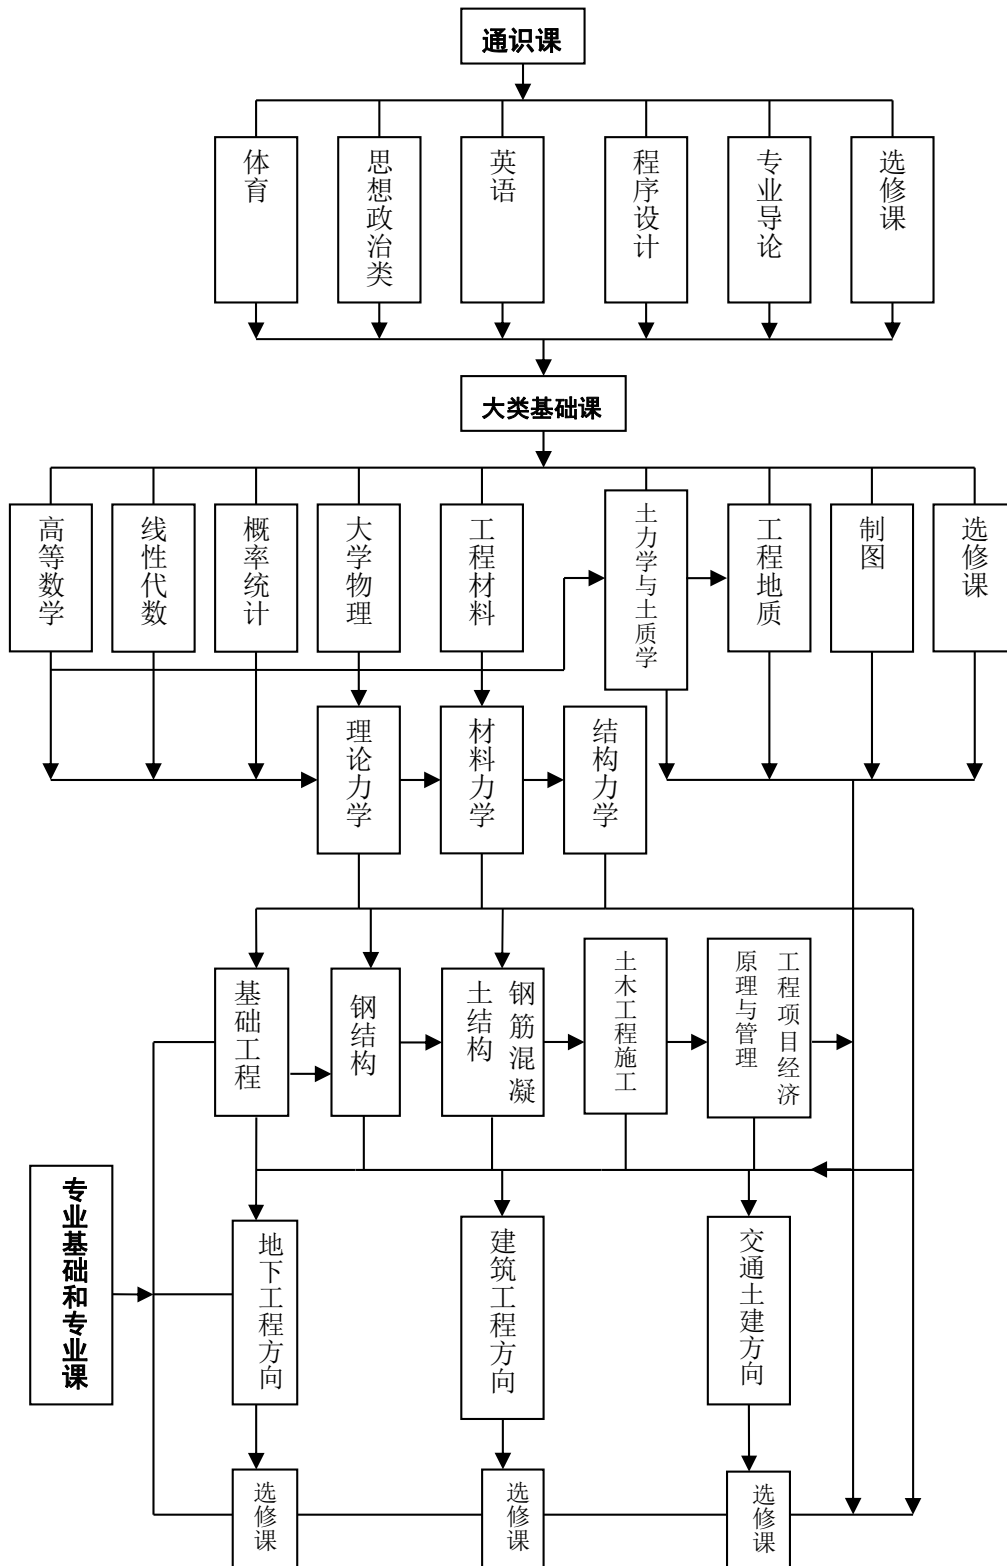 通识课
体育
思想政治类
英语
程序设计
专业导论
选修课
大类基础课
高等数学
线性代数
概率统计
大学物理
工程材料
土力学与土质学
工程地质
制图
选修课
理论力学
材料力学
结构力学
基础工程
钢结构
钢筋混凝
土结构
土木工程施工
工程项目经济
原理与管理
专业基础和专业课
地下工程方向
建筑工程方向
交通土建方向
选修课
选修课
选修课